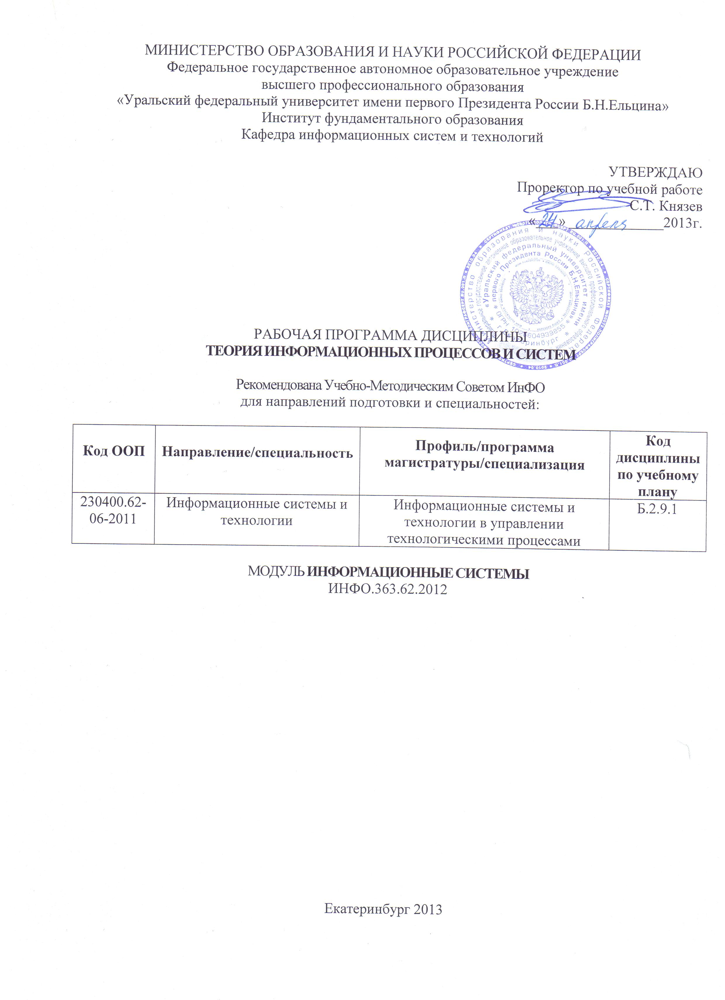 МИНИСТЕРСТВО ОБРАЗОВАНИЯ И НАУКИ РОССИЙСКОЙ ФЕДЕРАЦИИ
Федеральное государственное автономное образовательное учреждение
высшего профессионального образования
«Уральский федеральный университет имени первого Президента России Б.Н.Ельцина»
Институт фундаментального образования
Кафедра информационных систем и технологий
УТВЕРЖДАЮ
Проректор по учебной работе
С.Т. Князев
«24» апреля 2013г.
Министерство образования и науки Российской Федерации
Федеральное государственное автономное образовательное учреждение высшего профессионального образования
«Уральский федеральный университет имени
первого Президента России Б.Н.Ельцина»
* ОГРН 1026604939855 *
* г. Екатеринбург *
РАБОЧАЯ ПРОГРАММА ДИСЦИПЛИНЫ
ТЕОРИЯ ИНФОРМАЦИОННЫХ ПРОЦЕССОВ И СИСТЕМ
Рекомендована Учебно-Методическим Советом ИнФО
для направлений подготовки и специальностей:
Код ООП
Направление/специальность
Профиль/программа
магистратуры/специализация
Код
дисциплины
по учебному
плану
230400.62-
06-2011
Информационные системы и
технологии
Информационные системы и
технологии в управлении
технологическими процессами
Б.2.9.1
МОДУЛЬ ИНФОРМАЦИОННЫЕ СИСТЕМЫ
ИНФО.363.62.2012
Екатеринбург 2013